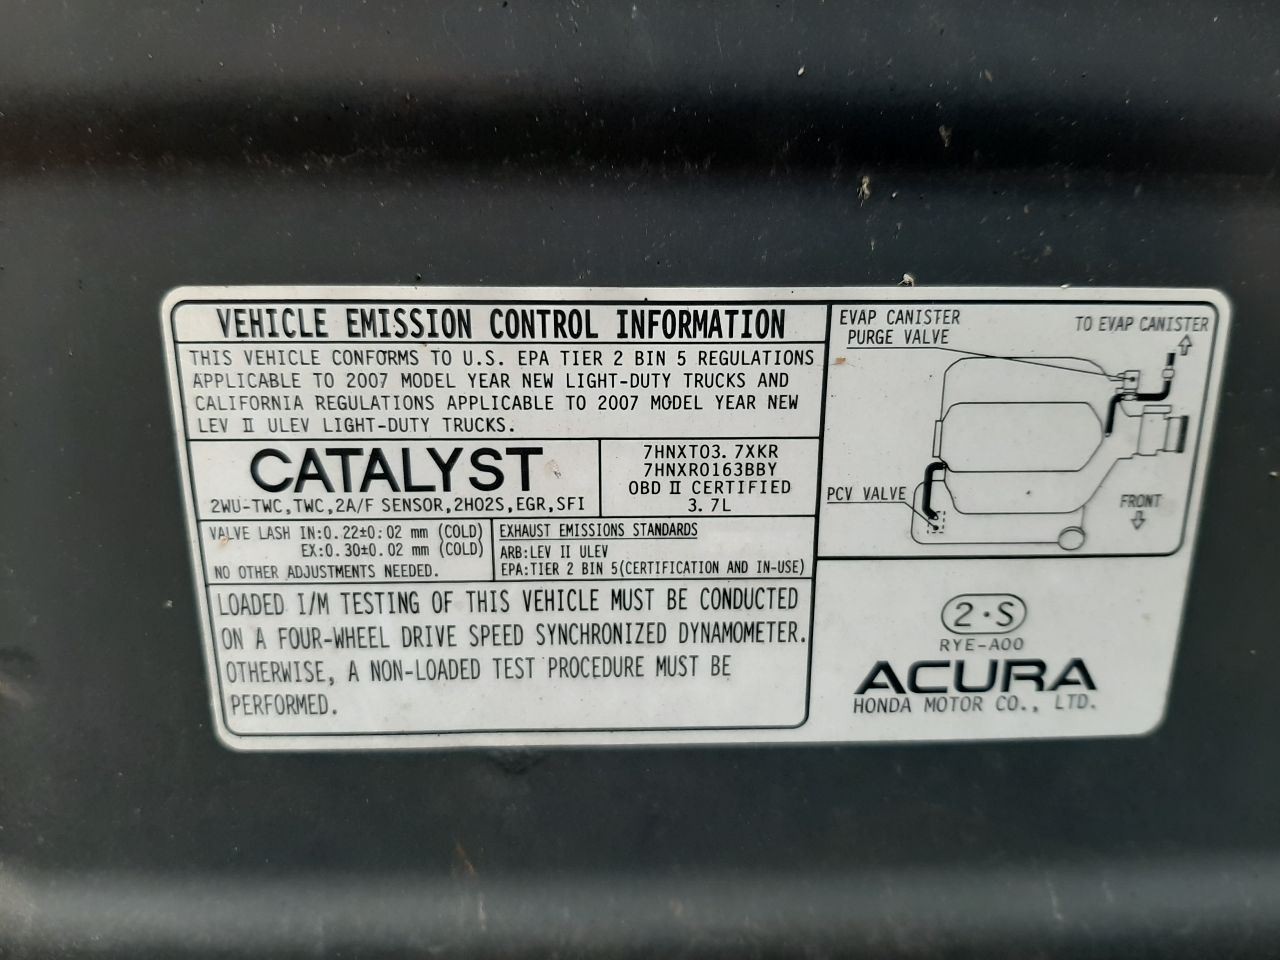 VEHICLE EMISSION CONTROL INFORMATION
THIS VEHICLE CONFORMS TO U.S. EPA TIER 2 BIN 5 REGULATIONS
APPLICABLE TO 2007 MODEL YEAR NEW LIGHT-DUTY TRUCKS AND
CALIFORNIA REGULATIONS APPLICABLE TO 2007 MODEL YEAR NEW
LEV II ULEV LIGHT-DUTY TRUCKS.
CATALYST
2WU-TWC,TWC,2A/F SENSOR,2HO2S,EGR,SFI
7HNXT03.7XKR
7HNXR0163BBY
OBD II CERTIFIED
3.7L
VALVE LASH IN:0.22±0.02 mm (COLD)
EX:0.30±0.02 mm (COLD)
NO OTHER ADJUSTMENTS NEEDED.
EXHAUST EMISSIONS STANDARDS
ARB:LEV II ULEV
EPA:TIER 2 BIN 5(CERTIFICATION AND IN-USE)
LOADED I/M TESTING OF THIS VEHICLE MUST BE CONDUCTED
ON A FOUR-WHEEL DRIVE SPEED SYNCHRONIZED DYNAMOMETER.
OTHERWISE, A NON-LOADED TEST PROCEDURE MUST BE
PERFORMED.
EVAP CANISTER
PURGE VALVE
TO EVAP CANISTER
PCV VALVE
FRONT
2·S
RYE-A00
ACURA
HONDA MOTOR CO., LTD.